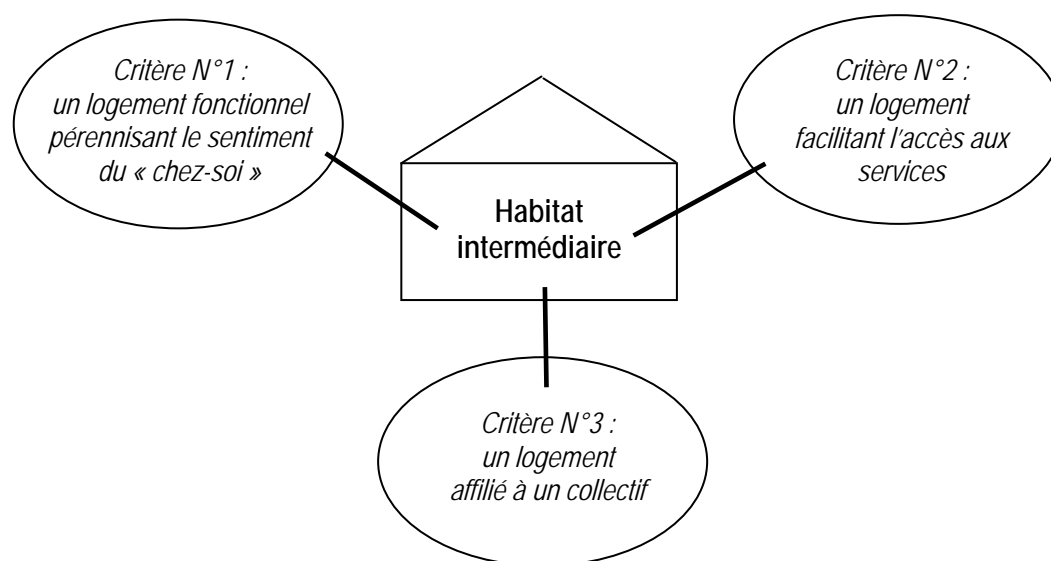 Critère N°1 :
un logement fonctionnel
pérennisant le sentiment
du « chez-soi »
Critère N°2 :
un logement
facilitant l'accès aux
services
Habitat
intermédiaire
Critère N°3 :
un logement
affilié à un collectif